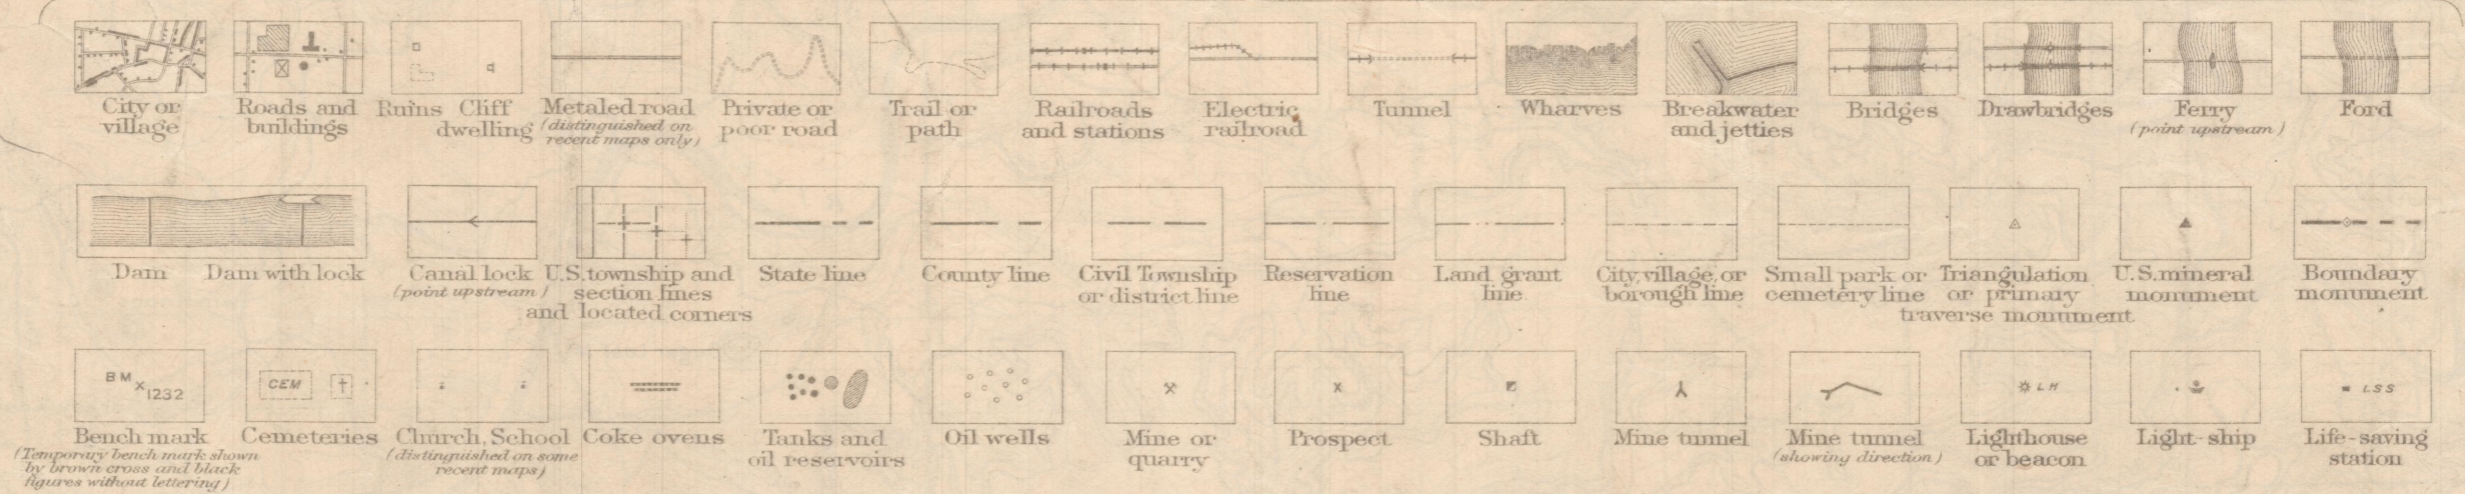 City or
village
Roads and
buildings
Ruins Cliff
dwelling
Metaled road
(distinguished on
recent maps only)
Private or
poor road
Trail or
path
Railroads
and stations
Electric
railroad
Tunnel
Wharves
Breakwater
and jetties
Bridges
Drawbridges
Ferry
(point upstream)
Ford
Dam
Dam with lock
Canal lock
(point upstream)
U.S. township and
section lines
and located corners
State line
County line
Civil Township
or district line
Reservation
line
Land grant
line
City, village, or
borough line
Small park or
cemetery line
Triangulation
or primary
traverse monument
U.S. mineral
monument
Boundary
monument
BM
X
1232
Bench mark
(Temporary bench mark shown
by brown cross and black
figures without lettering)
CEM
Cemeteries
Church, School
(distinguished on some
recent maps)
Coke ovens
Tanks and
oil reservoirs
Oil wells
Mine or
quarry
X
Prospect
Shaft
Mine tunnel
Mine tunnel
(showing direction)
LH
Lighthouse
or beacon
Light-ship
LSS
Life-saving
station